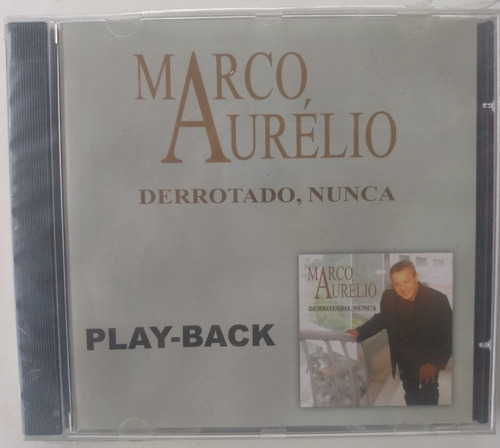 MARCO
AURÉLIO
DERROTADO, NUNCA
PLAY-BACK
MARCO
AURÉLIO
DERROTADO, NUNCA